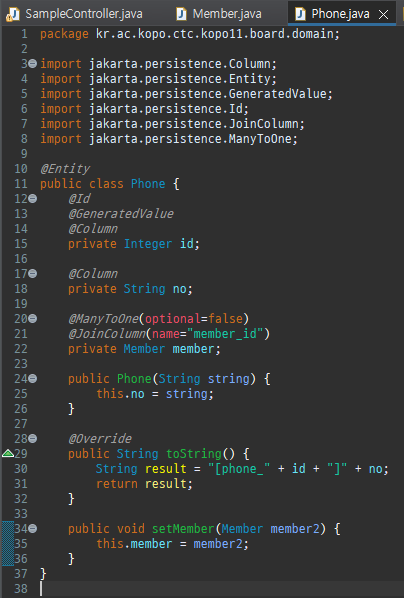 SampleController.java Member.java Phone.java
1 package kr.ac.kopo.ctc.kopo11.board.domain;
2
3 import jakarta.persistence.Column;
4 import jakarta.persistence.Entity;
5 import jakarta.persistence.GeneratedValue;
6 import jakarta.persistence.Id;
7 import jakarta.persistence.JoinColumn;
8 import jakarta.persistence.ManyToOne;
9
10 @Entity
11 public class Phone {
12 @Id
13 @GeneratedValue
14 @Column
15 private Integer id;
16
17 @Column
18 private String no;
19
20 @ManyToOne(optional=false)
21 @JoinColumn(name="member_id")
22 private Member member;
23
24 public Phone(String string) {
25 this.no = string;
26 }
27
28 @Override
29 public String toString() {
30 String result = "[phone_" + id + "]" + no;
31 return result;
32 }
33
34 public void setMember(Member member2) {
35 this.member = member2;
36 }
37 }
38